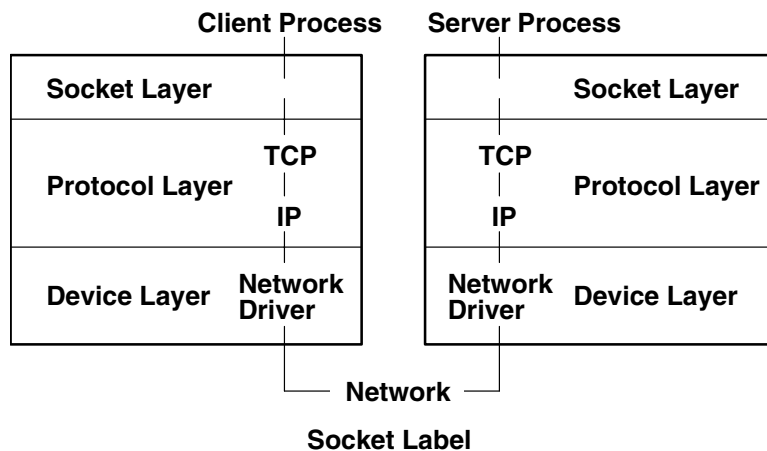 Client Process
Server Process
Socket Layer
Socket Layer
TCP
TCP
Protocol Layer
Protocol Layer
IP
IP
Device Layer
Network
Driver
Network
Driver
Device Layer
Network
Socket Label